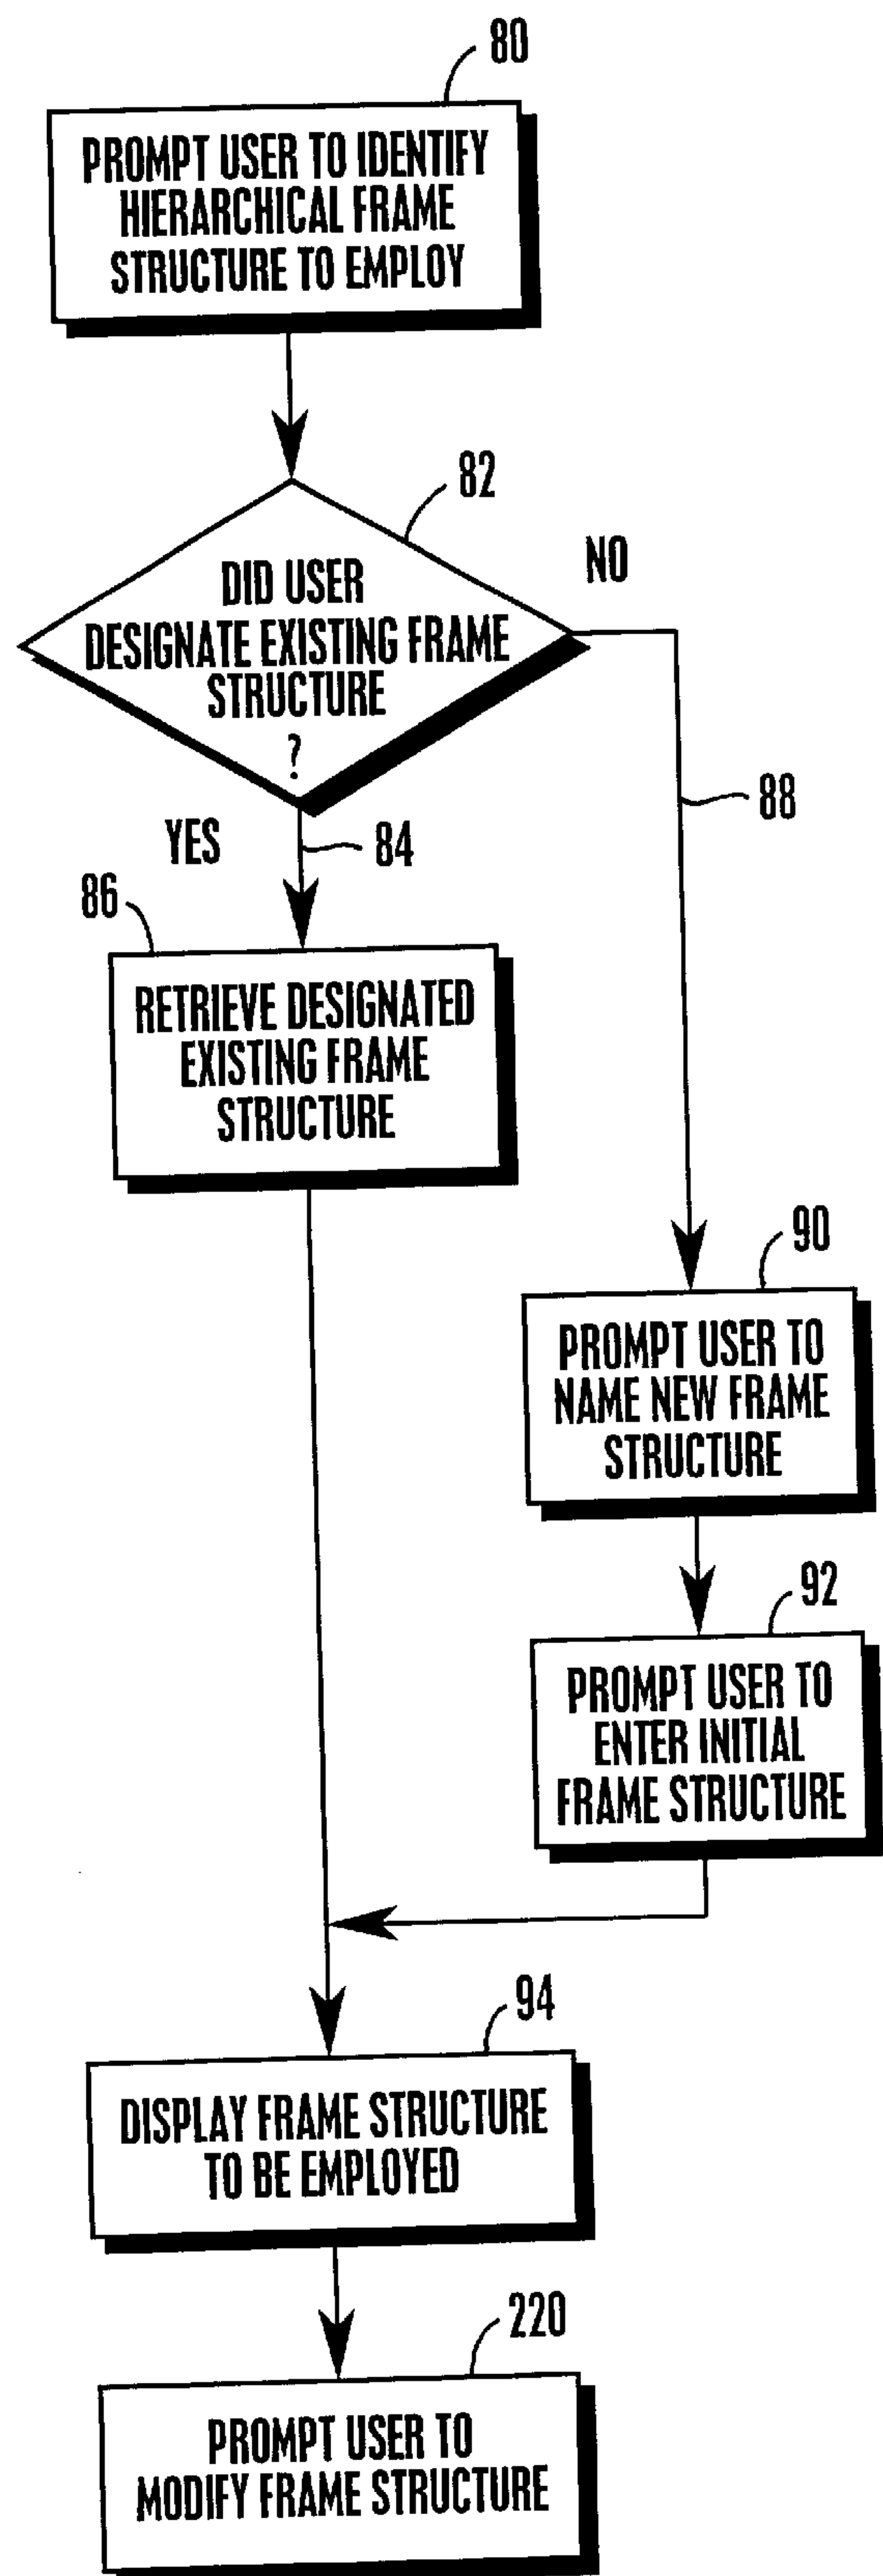 80
PROMPT USER TO IDENTIFY
HIERARCHICAL FRAME
STRUCTURE TO EMPLOY
82
DID USER
DESIGNATE EXISTING FRAME
STRUCTURE
?
NO
88
YES
84
86
RETRIEVE DESIGNATED
EXISTING FRAME
STRUCTURE
90
PROMPT USER TO
NAME NEW FRAME
STRUCTURE
92
PROMPT USER TO
ENTER INITIAL
FRAME STRUCTURE
94
DISPLAY FRAME STRUCTURE
TO BE EMPLOYED
220
PROMPT USER TO
MODIFY FRAME STRUCTURE